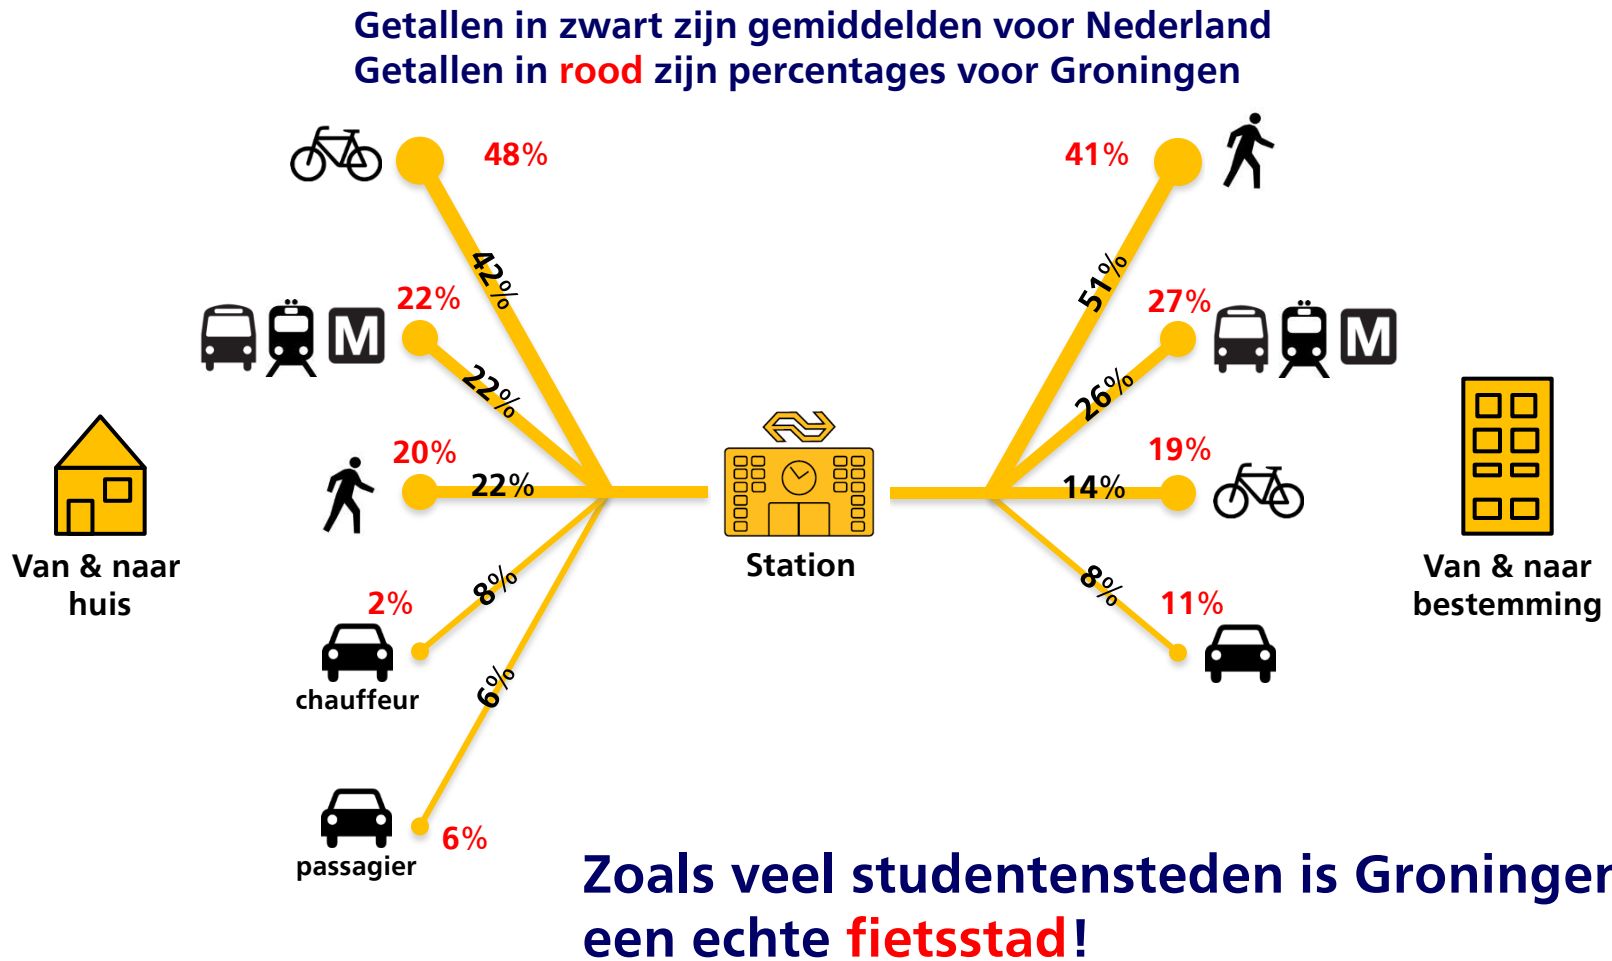 Getallen in zwart zijn gemiddelden voor Nederland
Getallen in rood zijn percentages voor Groningen
48%
42%
22%
22%
20%
22%
2%
8%
chauffeur
6%
6%
passagier
M
Van & naar
huis
Station
41%
51%
27%
26%
M
19%
14%
11%
8%
Van & naar
bestemming
Zoals veel studentensteden is Groningen
een echte fietsstad!